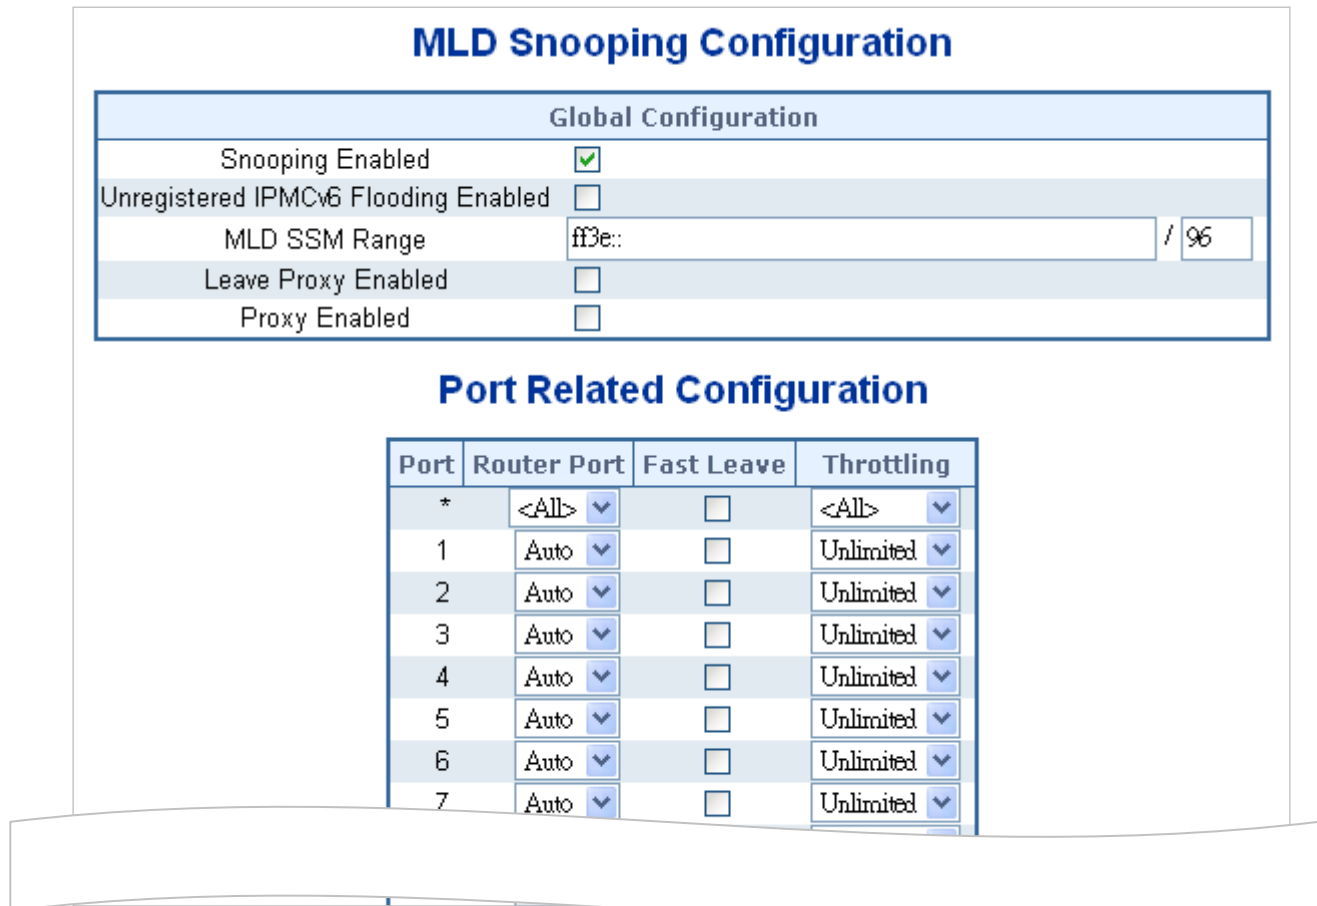 MLD Snooping Configuration
Global Configuration
Snooping Enabled
Unregistered IPMCv6 Flooding Enabled
MLD SSM Range ff3e:: / 96
Leave Proxy Enabled
Proxy Enabled
Port Related Configuration
Port Router Port Fast Leave Throttling
* <All> <All>
1 Auto Unlimited
2 Auto Unlimited
3 Auto Unlimited
4 Auto Unlimited
5 Auto Unlimited
6 Auto Unlimited
7 Auto Unlimited